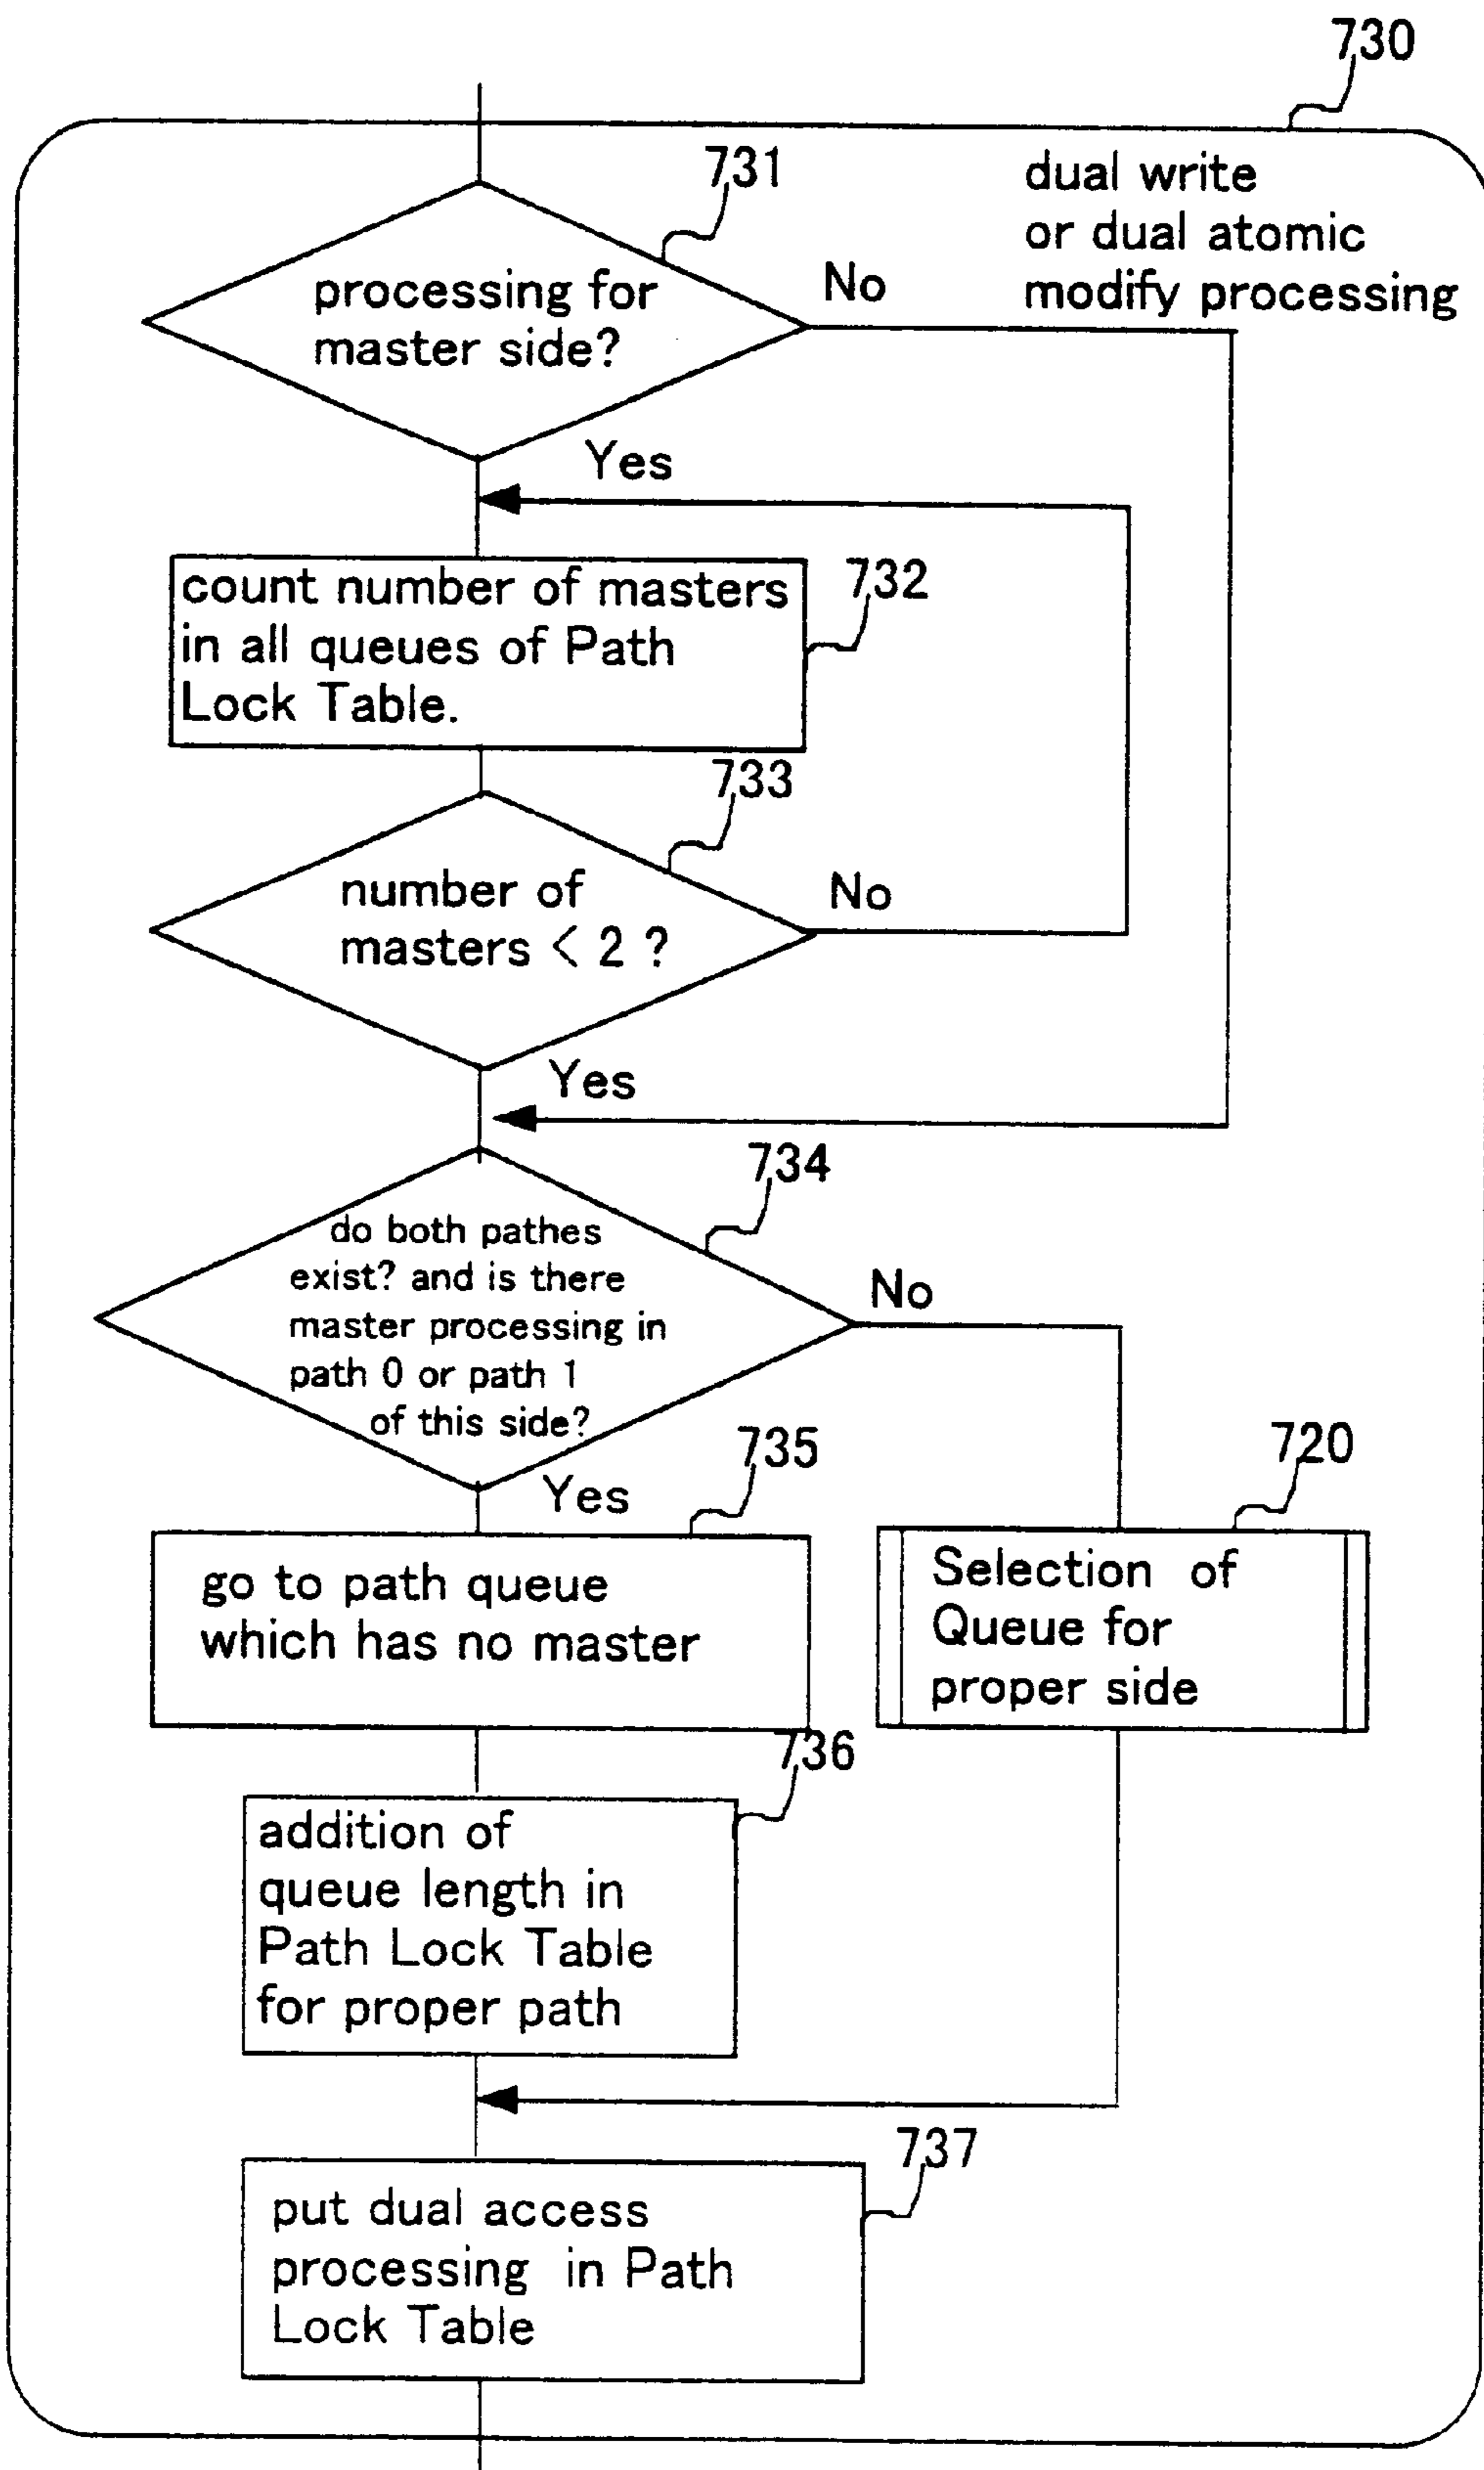 730
dual write
or dual atomic
modify processing
731
processing for
master side?
No
Yes
732
count number of masters
in all queues of Path
Lock Table.
733
number of
masters < 2 ?
No
Yes
734
do both pathes
exist? and is there
master processing in
path 0 or path 1
of this side?
No
Yes
735
go to path queue
which has no master
720
Selection of
Queue for
proper side
736
addition of
queue length in
Path Lock Table
for proper path
737
put dual access
processing in Path
Lock Table